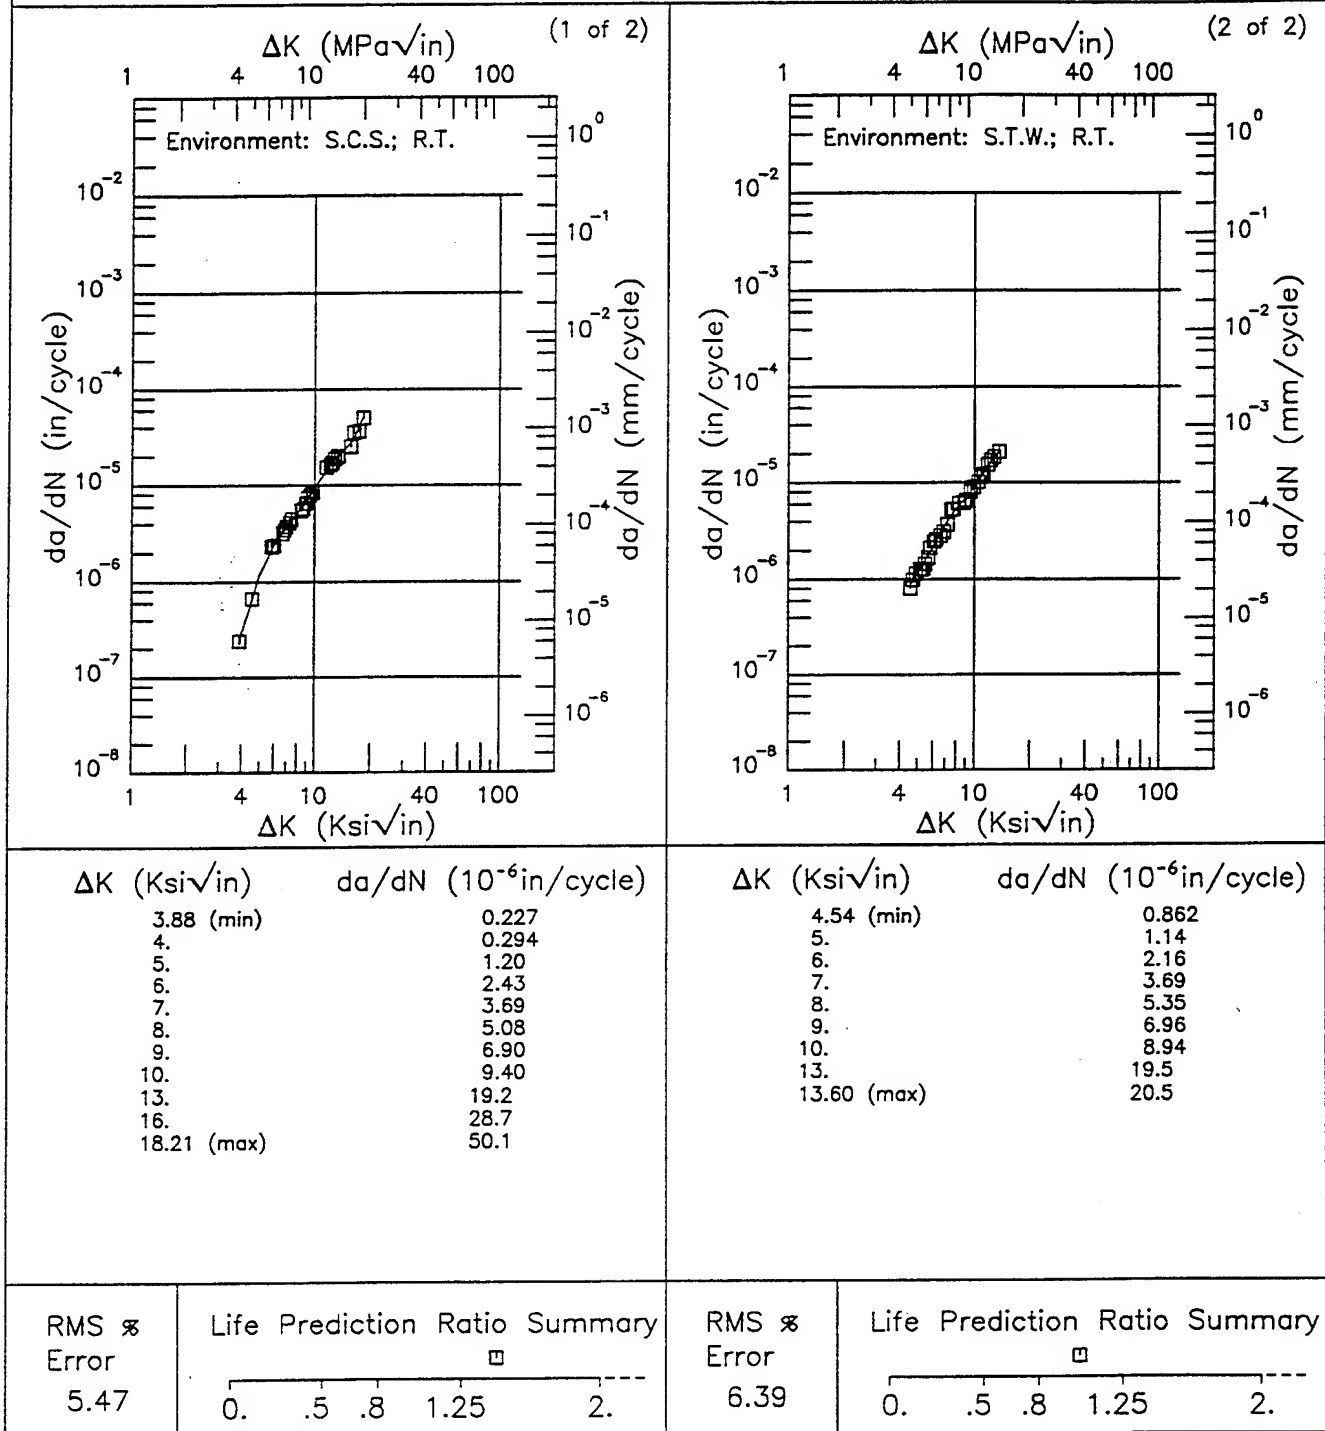 (1 of 2)
ΔK (MPa√in)
1 4 10 40 100
Environment: S.C.S.; R.T.
10⁰
10⁻²
10⁻¹
10⁻³
10⁻²
10⁻⁴
10⁻³
10⁻⁵
10⁻⁴
10⁻⁶
10⁻⁵
10⁻⁷
10⁻⁶
10⁻⁸
da/dN (in/cycle)
da/dN (mm/cycle)
1 4 10 40 100
ΔK (Ksi√in)
ΔK (Ksi√in) da/dN (10⁻⁶in/cycle)
3.88 (min) 0.227
4. 0.294
5. 1.20
6. 2.43
7. 3.69
8. 5.08
9. 6.90
10. 9.40
13. 19.2
16. 28.7
18.21 (max) 50.1
RMS %
Error
5.47
Life Prediction Ratio Summary
0. .5 .8 1.25 2.
(2 of 2)
ΔK (MPa√in)
1 4 10 40 100
Environment: S.T.W.; R.T.
10⁰
10⁻²
10⁻¹
10⁻³
10⁻²
10⁻⁴
10⁻³
10⁻⁵
10⁻⁴
10⁻⁶
10⁻⁵
10⁻⁷
10⁻⁶
10⁻⁸
da/dN (in/cycle)
da/dN (mm/cycle)
1 4 10 40 100
ΔK (Ksi√in)
ΔK (Ksi√in) da/dN (10⁻⁶in/cycle)
4.54 (min) 0.862
5. 1.14
6. 2.16
7. 3.69
8. 5.35
9. 6.96
10. 8.94
13. 19.5
13.60 (max) 20.5
RMS %
Error
6.39
Life Prediction Ratio Summary
0. .5 .8 1.25 2.